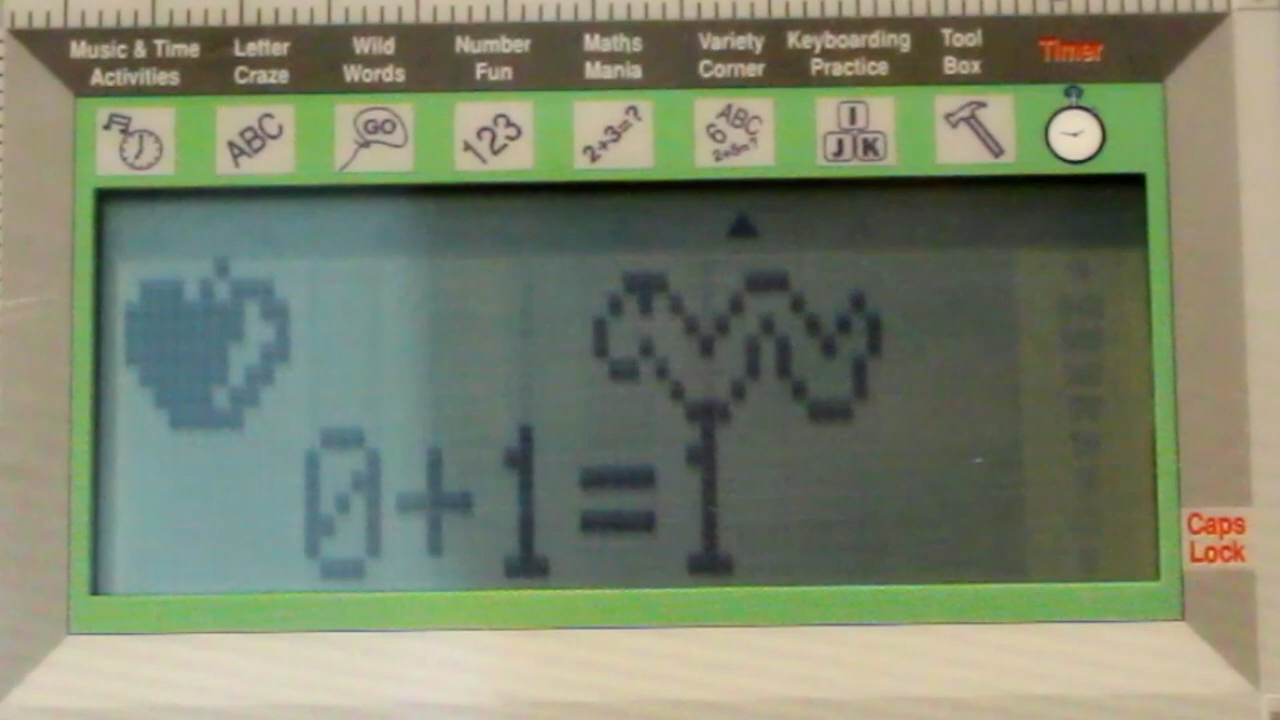 Music & Time Activities
Letter Craze
Wild Words
Number Fun
Maths Mania
Variety Corner
Keyboarding Practice
Tool Box
Timer
ABC
GO
123
2+3=?
ABC
6
2+8=?
I
J K
0+1=1
Caps
Lock